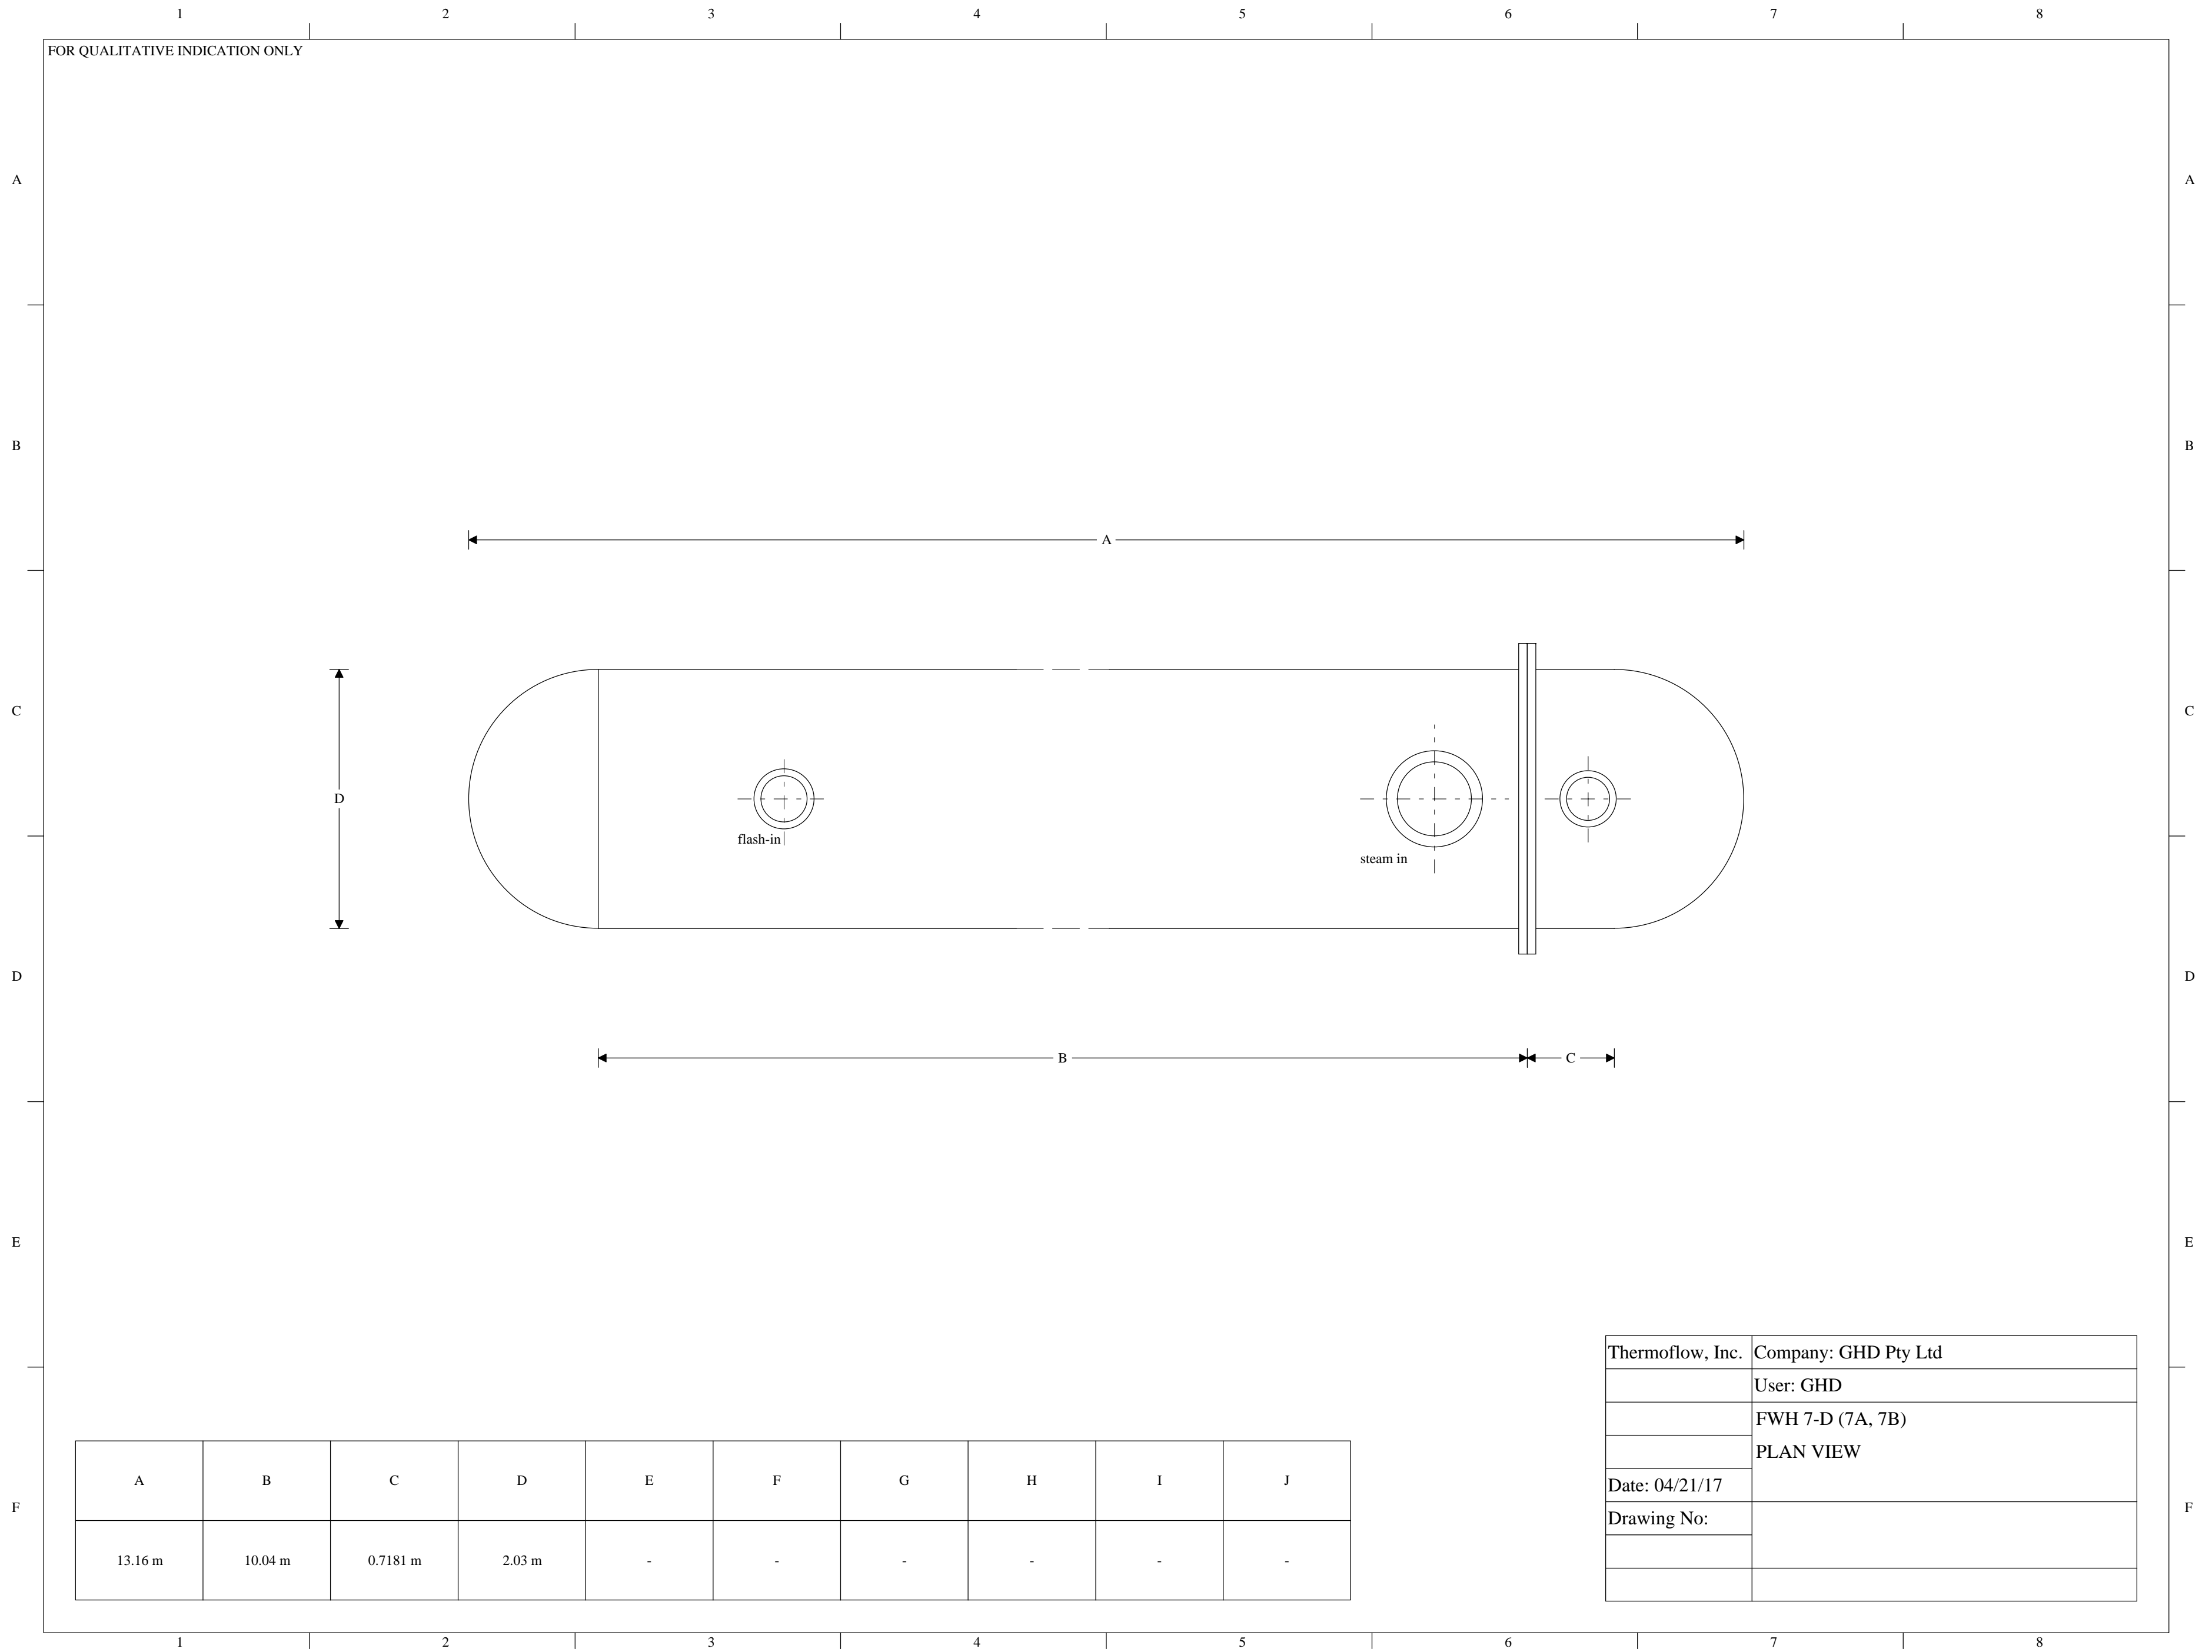 1 2 3 4 5 6 7 8
FOR QUALITATIVE INDICATION ONLY
A A
B B
A
C C
D
flash-in
steam in
D D
B C
E E
Thermoflow, Inc. Company: GHD Pty Ltd
User: GHD
FWH 7-D (7A, 7B)
PLAN VIEW
Date: 04/21/17
Drawing No:
A B C D E F G H I J
F F
13.16 m 10.04 m 0.7181 m 2.03 m - - - - - -
1 2 3 4 5 6 7 8